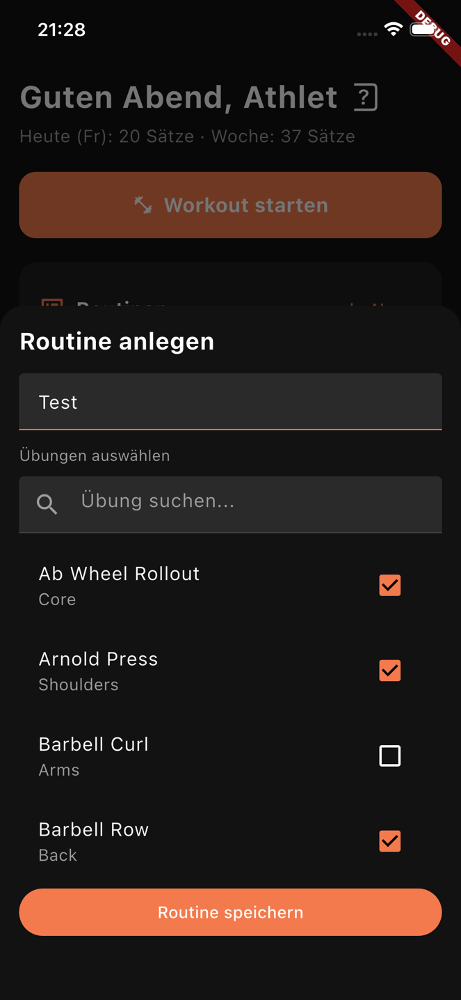 21:28
DEBUG
Guten Abend, Athlet
Heute (Fr): 20 Sätze · Woche: 37 Sätze
Workout starten
Routine anlegen
Test
Übungen auswählen
Übung suchen...
Ab Wheel Rollout
Core
Arnold Press
Shoulders
Barbell Curl
Arms
Barbell Row
Back
Routine speichern